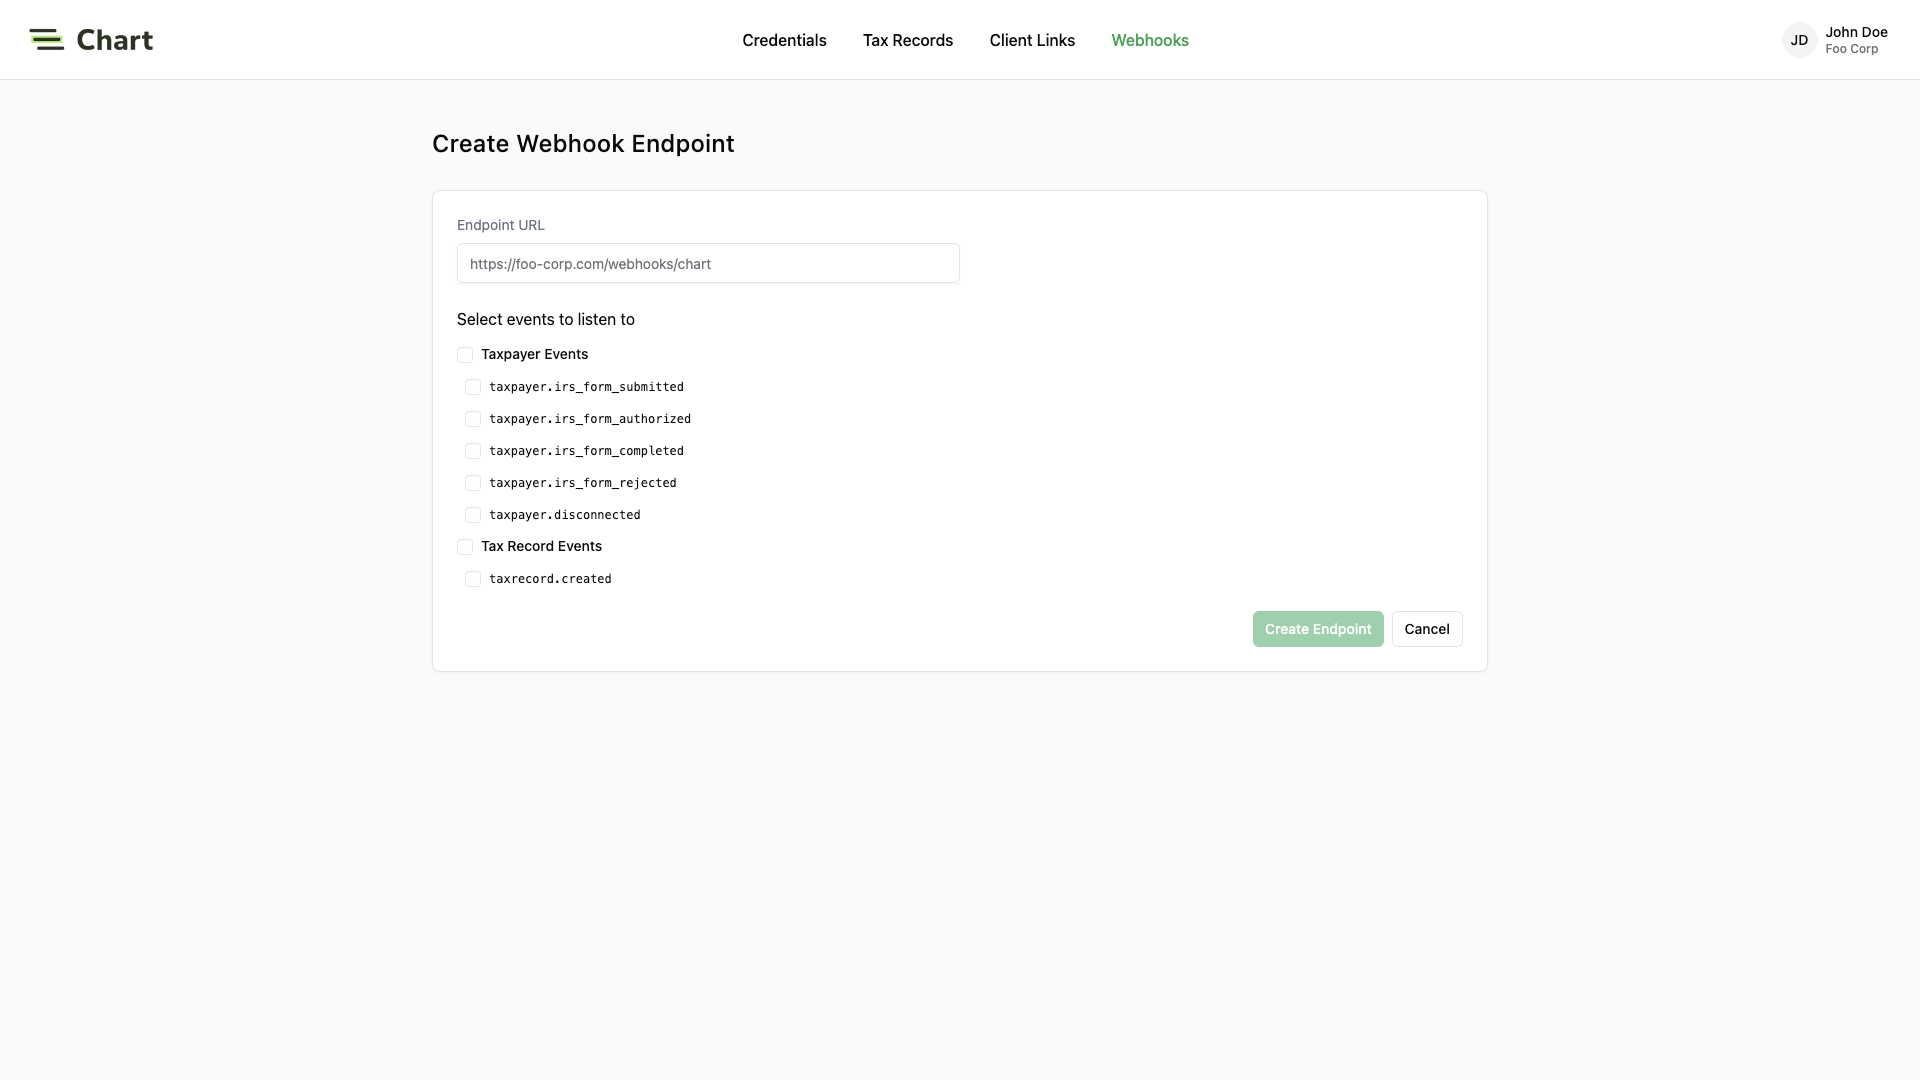 Chart
Credentials
Tax Records
Client Links
Webhooks
JD
John Doe
Foo Corp
Create Webhook Endpoint
Endpoint URL
https://foo-corp.com/webhooks/chart
Select events to listen to
Taxpayer Events
taxpayer.irs_form_submitted
taxpayer.irs_form_authorized
taxpayer.irs_form_completed
taxpayer.irs_form_rejected
taxpayer.disconnected
Tax Record Events
taxrecord.created
Create Endpoint
Cancel